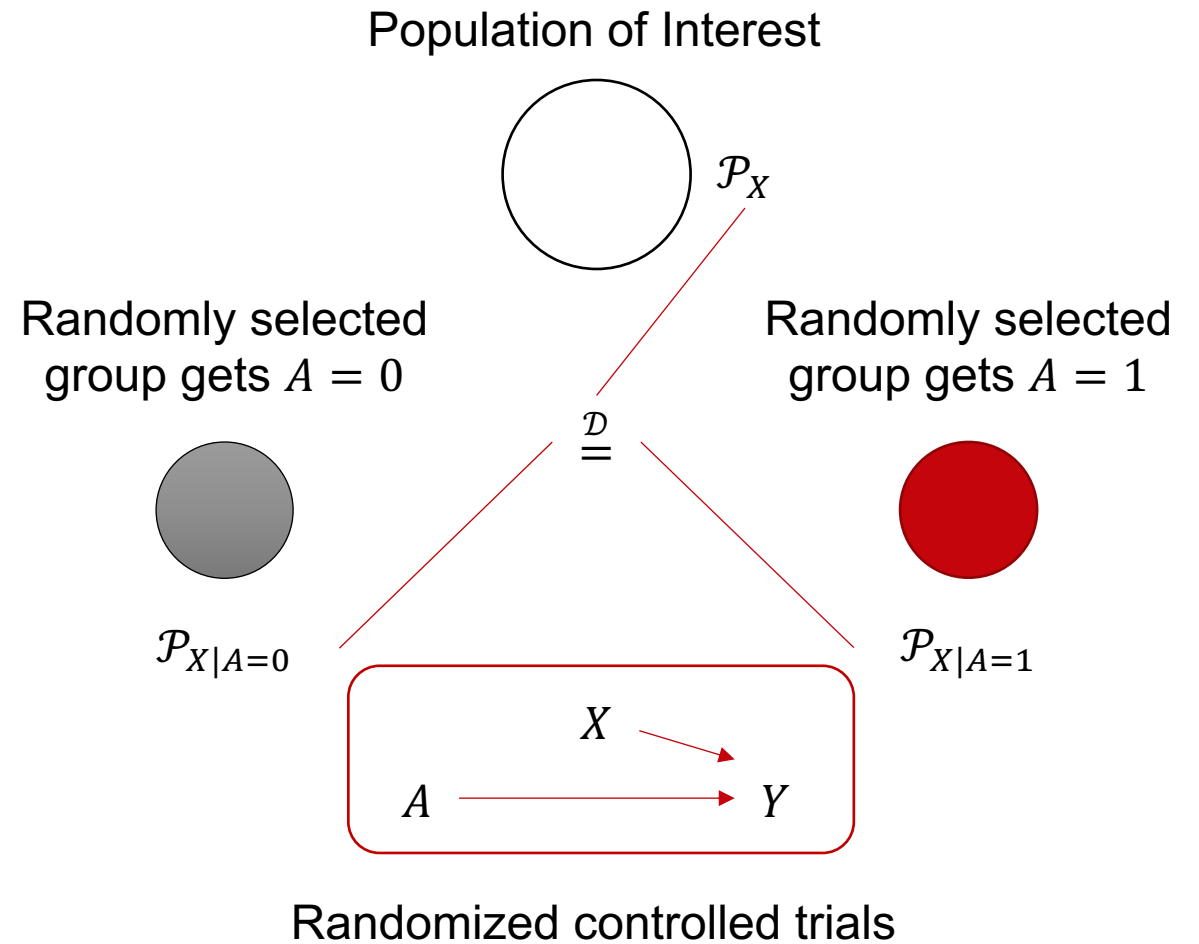 Population of Interest
𝒫_X
Randomly selected
group gets A = 0
Randomly selected
group gets A = 1
𝒟
=
𝒫_{X|A=0}
𝒫_{X|A=1}
X
A
Y
Randomized controlled trials